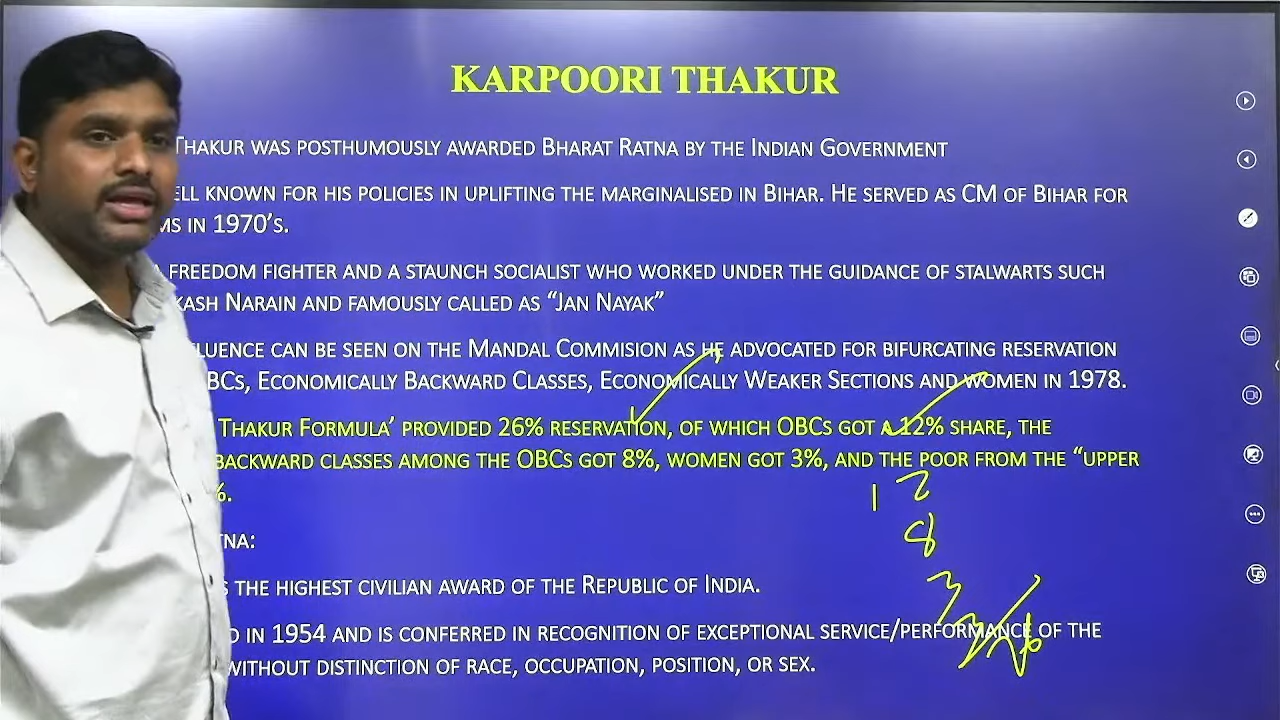 KARPOORI THAKUR
THAKUR WAS POSTHUMOUSLY AWARDED BHARAT RATNA BY THE INDIAN GOVERNMENT
ELL KNOWN FOR HIS POLICIES IN UPLIFTING THE MARGINALISED IN BIHAR. HE SERVED AS CM OF BIHAR FOR
MS IN 1970'S.
A FREEDOM FIGHTER AND A STAUNCH SOCIALIST WHO WORKED UNDER THE GUIDANCE OF STALWARTS SUCH
KASH NARAIN AND FAMOUSLY CALLED AS “JAN NAYAK”
LUENCE CAN BE SEEN ON THE MANDAL COMMISION AS HE ADVOCATED FOR BIFURCATING RESERVATION
BCS, ECONOMICALLY BACKWARD CLASSES, ECONOMICALLY WEAKER SECTIONS AND WOMEN IN 1978.
THAKUR FORMULA’ PROVIDED 26% RESERVATION, OF WHICH OBCS GOT A 12% SHARE, THE
BACKWARD CLASSES AMONG THE OBCS GOT 8%, WOMEN GOT 3%, AND THE POOR FROM THE “UPPER
%.
12
8
3
TNA:
S THE HIGHEST CIVILIAN AWARD OF THE REPUBLIC OF INDIA.
D IN 1954 AND IS CONFERRED IN RECOGNITION OF EXCEPTIONAL SERVICE/PERFORMANCE OF THE
WITHOUT DISTINCTION OF RACE, OCCUPATION, POSITION, OR SEX.